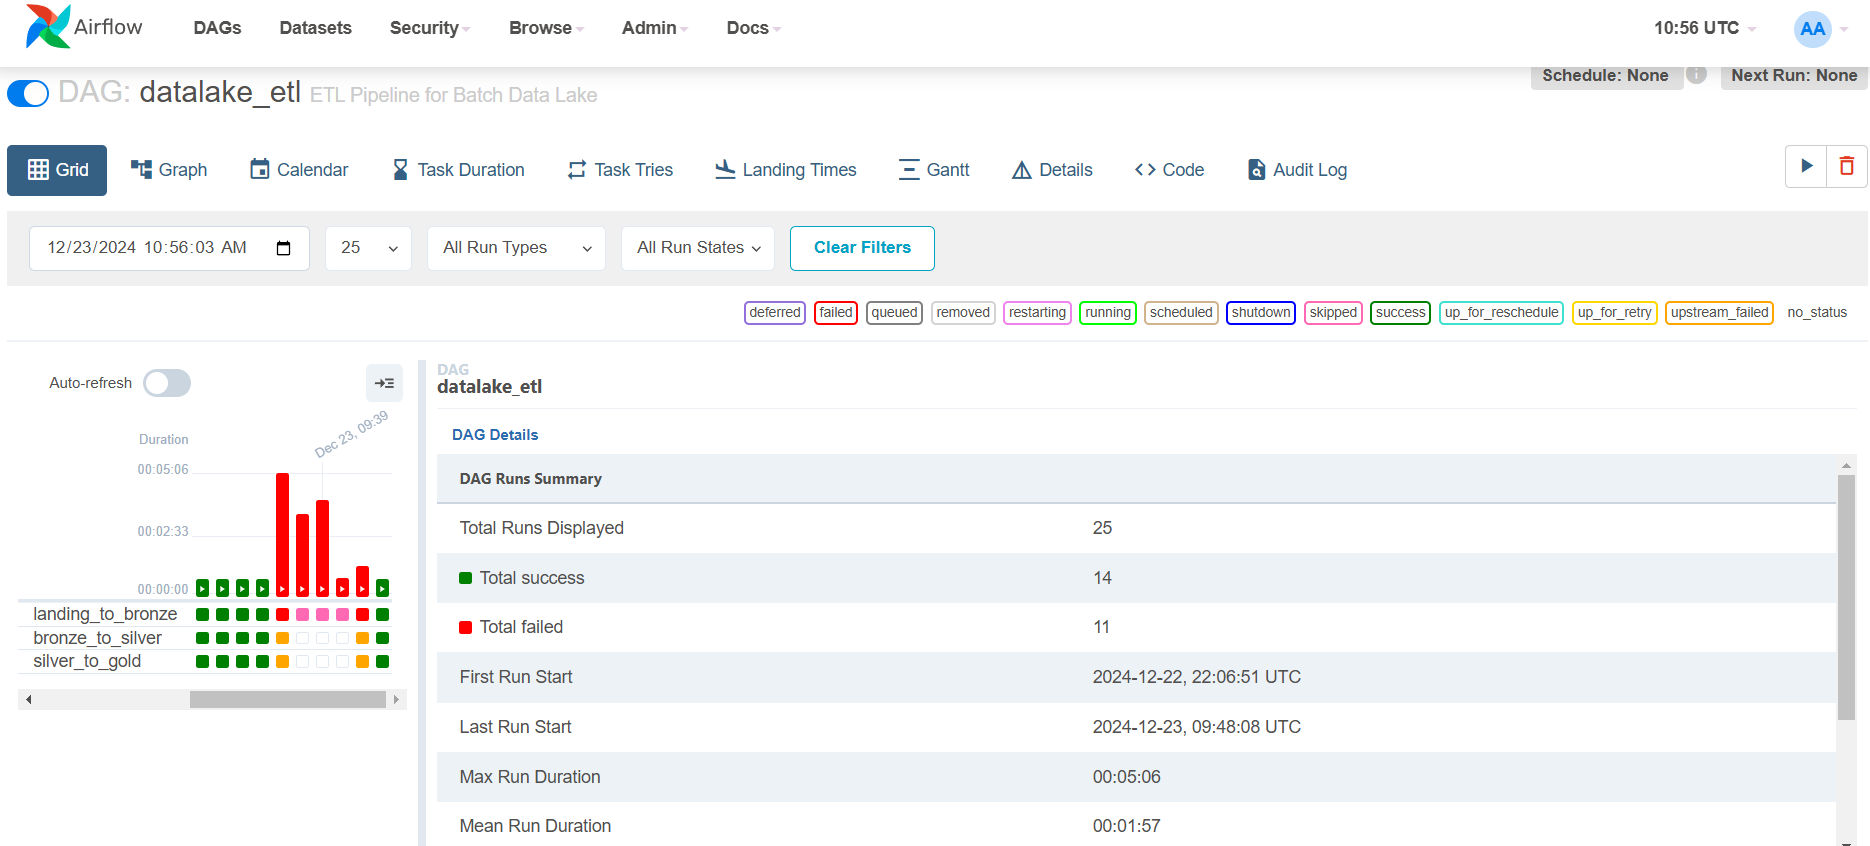 Airflow DAGs Datasets Security Browse Admin Docs 10:56 UTC AA
DAG: datalake_etl ETL Pipeline for Batch Data Lake Schedule: None i Next Run: None
Grid Graph Calendar Task Duration Task Tries Landing Times Gantt Details Code Audit Log
12/23/2024 10:56:03 AM 25 All Run Types All Run States Clear Filters
deferred failed queued removed restarting running scheduled shutdown skipped success up_for_reschedule up_for_retry upstream_failed no_status
Auto-refresh
Dec 23, 09:39
Duration
00:05:06
00:02:33
00:00:00
landing_to_bronze
bronze_to_silver
silver_to_gold
DAG
datalake_etl
DAG Details
DAG Runs Summary
Total Runs Displayed 25
Total success 14
Total failed 11
First Run Start 2024-12-22, 22:06:51 UTC
Last Run Start 2024-12-23, 09:48:08 UTC
Max Run Duration 00:05:06
Mean Run Duration 00:01:57